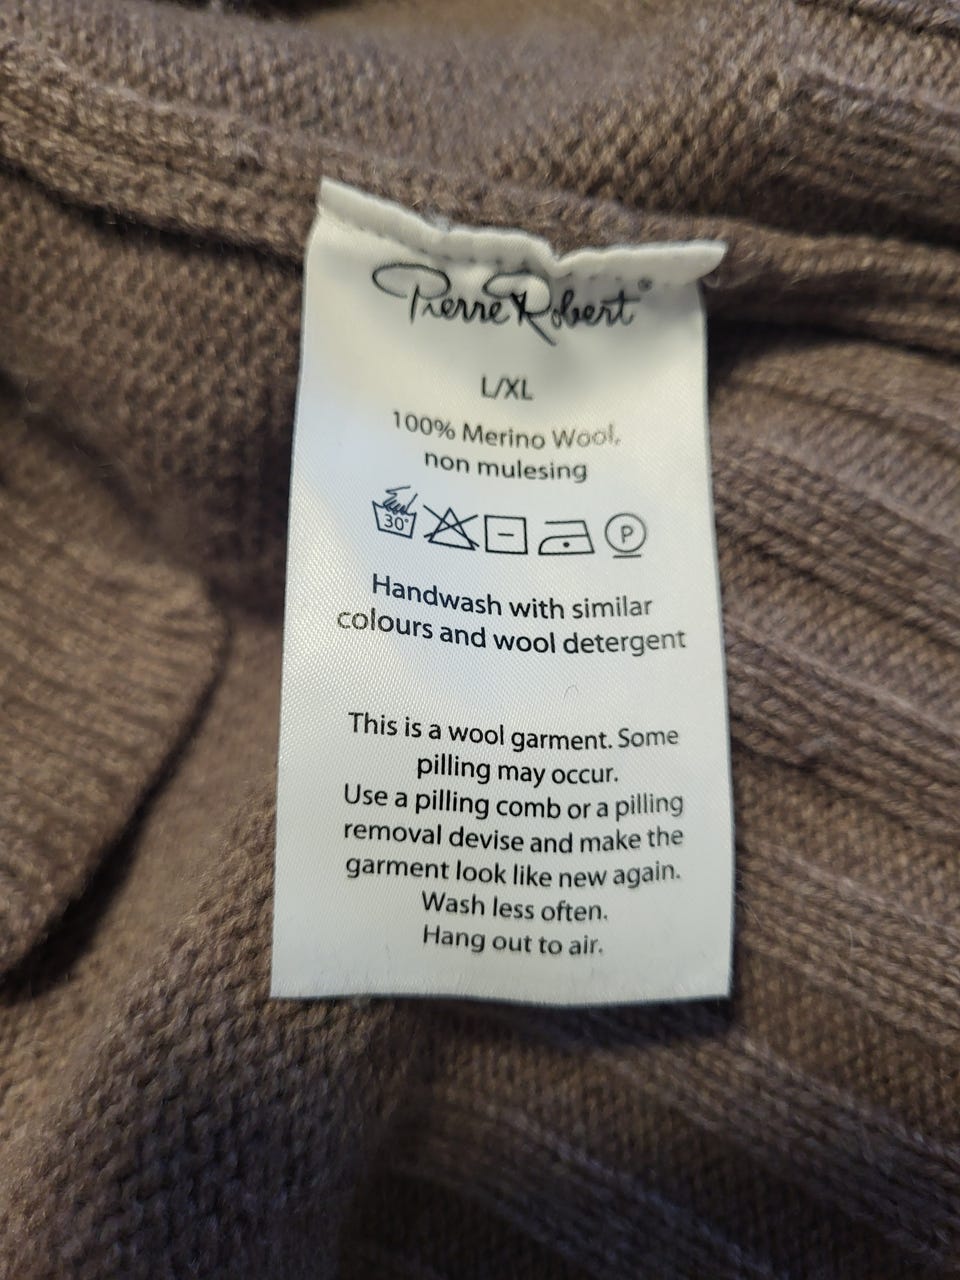 Pierre Robert®
L/XL
100% Merino Wool,
non mulesing
30° P
Handwash with similar
colours and wool detergent
This is a wool garment. Some
pilling may occur.
Use a pilling comb or a pilling
removal devise and make the
garment look like new again.
Wash less often.
Hang out to air.